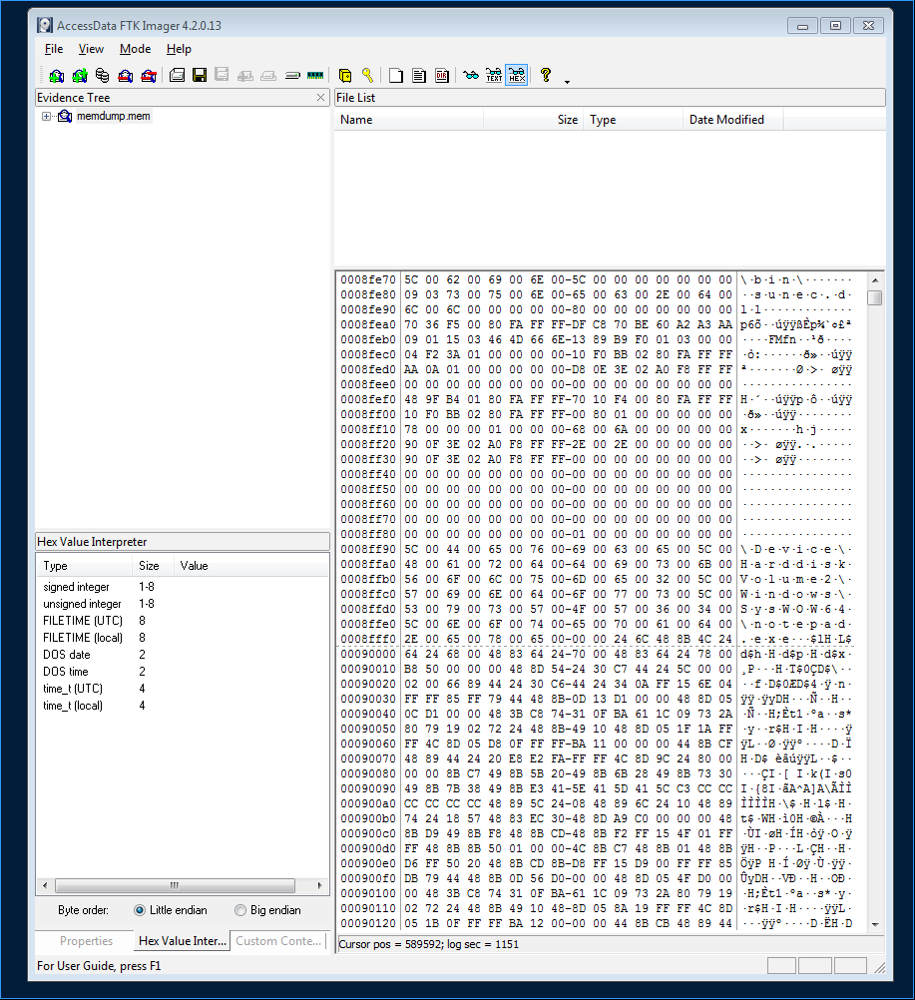 AccessData FTK Imager 4.2.0.13
File View Mode Help
Evidence Tree
memdump.mem
File List
Name Size Type Date Modified
0008fe70 5C 00 62 00 69 00 6E 00-5C 00 00 00 00 00 00 00 \·b·i·n·\·······
0008fe80 09 03 73 00 75 00 6E 00-65 00 63 00 2E 00 64 00 ··s·u·n·e·c·.·d·
0008fe90 6C 00 6C 00 00 00 00 00-80 00 00 00 00 00 00 00 l·l·············
0008fea0 70 36 F5 00 80 FA FF FF-DF C8 70 BE 60 A2 A3 AA p6õ··úÿÿßÈp¾`¢£ª
0008feb0 09 01 15 03 46 4D 66 6E-13 89 B9 F0 01 03 00 00 ····FMfn··¹ð····
0008fec0 04 F2 3A 01 00 00 00 00-10 F0 BB 02 80 FA FF FF ·ò:······ð»··úÿÿ
0008fed0 AA 0A 01 00 00 00 00 00-D8 0E 3E 02 A0 F8 FF FF ª·······Ø·>· øÿÿ
0008fee0 00 00 00 00 00 00 00 00-00 00 00 00 00 00 00 00 ················
0008fef0 48 9F B4 01 80 FA FF FF-70 10 F4 00 80 FA FF FF H·´··úÿÿp·ô··úÿÿ
0008ff00 10 F0 BB 02 80 FA FF FF-00 80 01 00 00 00 00 00 ·ð»··úÿÿ········
0008ff10 78 00 00 00 01 00 00 00-68 00 6A 00 00 00 00 00 x·······h·j·····
0008ff20 90 0F 3E 02 A0 F8 FF FF-2E 00 2E 00 00 00 00 00 ··>· øÿÿ.·.·····
0008ff30 90 0F 3E 02 A0 F8 FF FF-00 00 00 00 00 00 00 00 ··>· øÿÿ········
0008ff40 00 00 00 00 00 00 00 00-00 00 00 00 00 00 00 00 ················
0008ff50 00 00 00 00 00 00 00 00-00 00 00 00 00 00 00 00 ················
0008ff60 00 00 00 00 00 00 00 00-00 00 00 00 00 00 00 00 ················
0008ff70 00 00 00 00 00 00 00 00-00 00 00 00 00 00 00 00 ················
0008ff80 00 00 00 00 00 00 00 00-01 00 00 00 00 00 00 00 ················
0008ff90 5C 00 44 00 65 00 76 00-69 00 63 00 65 00 5C 00 \·D·e·v·i·c·e·\·
0008ffa0 48 00 61 00 72 00 64 00-64 00 69 00 73 00 6B 00 H·a·r·d·d·i·s·k·
0008ffb0 56 00 6F 00 6C 00 75 00-6D 00 65 00 32 00 5C 00 V·o·l·u·m·e·2·\·
0008ffc0 57 00 69 00 6E 00 64 00-6F 00 77 00 73 00 5C 00 W·i·n·d·o·w·s·\·
0008ffd0 53 00 79 00 73 00 57 00-4F 00 57 00 36 00 34 00 S·y·s·W·O·W·6·4·
0008ffe0 5C 00 6E 00 6F 00 74 00-65 00 70 00 61 00 64 00 \·n·o·t·e·p·a·d·
0008fff0 2E 00 65 00 78 00 65 00-00 00 24 6C 48 8B 4C 24 .·e·x·e···$lH·L$
00090000 64 24 68 00 48 83 64 24-70 00 48 83 64 24 78 00 d$h·H·d$p·H·d$x·
00090010 B8 50 00 00 00 48 8D 54-24 30 C7 44 24 5C 00 00 ¸P···H·T$0ÇD$\··
00090020 02 00 66 89 44 24 30 C6-44 24 34 0A FF 15 6E 04 ··f·D$0ÆD$4·ÿ·n·
00090030 FF FF 85 FF 79 44 48 8B-0D 13 D1 00 00 48 8D 05 ÿÿ·ÿyDH···Ñ··H··
00090040 0C D1 00 00 48 3B C8 74-31 0F BA 61 1C 09 73 2A ·Ñ··H;Èt1·ºa··s*
00090050 80 79 19 02 72 24 48 8B-49 10 48 8D 05 1F 1A FF ·y··r$H·I·H····ÿ
00090060 FF 4C 8D 05 D8 0F FF FF-BA 11 00 00 00 44 8B CF ÿL··Ø·ÿÿº····D·Ï
00090070 48 89 44 24 20 E8 E2 FA-FF FF 4C 8D 9C 24 80 00 H·D$ èâúÿÿL··$··
00090080 00 00 8B C7 49 8B 5B 20-49 8B 6B 28 49 8B 73 30 ···ÇI·[ I·k(I·s0
00090090 49 8B 7B 38 49 8B E3 41-5E 41 5D 41 5C C3 CC CC I·{8I·ãA^A]A\ÃÌÌ
000900a0 CC CC CC CC 48 89 5C 24-08 48 89 6C 24 10 48 89 ÌÌÌÌH·\$·H·l$·H·
000900b0 74 24 18 57 48 83 EC 30-48 8D A9 C0 00 00 00 48 t$·WH·ì0H·©À···H
000900c0 8B D9 49 8B F8 48 8B CD-48 8B F2 FF 15 4F 01 FF ·ÙI·øH·ÍH·òÿ·O·ÿ
000900d0 FF 48 8B 8B 50 01 00 00-4C 8B C7 48 8B 01 48 8B ÿH··P···L·ÇH··H·
000900e0 D6 FF 50 20 48 8B CD 8B-D8 FF 15 D9 00 FF FF 85 ÖÿP H·Í·Øÿ·Ù·ÿÿ·
000900f0 DB 79 44 48 8B 0D 56 D0-00 00 48 8D 05 4F D0 00 ÛyDH··VÐ··H··OÐ·
00090100 00 48 3B C8 74 31 0F BA-61 1C 09 73 2A 80 79 19 ·H;Èt1·ºa··s*·y·
00090110 02 72 24 48 8B 49 10 48-8D 05 8A 19 FF FF 4C 8D ·r$H·I·H····ÿÿL·
00090120 05 1B 0F FF FF BA 12 00-00 00 44 8B CB 48 89 44 ···ÿÿº····D·ËH·D
Hex Value Interpreter
Type Size Value
signed integer 1-8
unsigned integer 1-8
FILETIME (UTC) 8
FILETIME (local) 8
DOS date 2
DOS time 2
time_t (UTC) 4
time_t (local) 4
Byte order: Little endian Big endian
Properties Hex Value Inter... Custom Conte...
Cursor pos = 589592; log sec = 1151
For User Guide, press F1